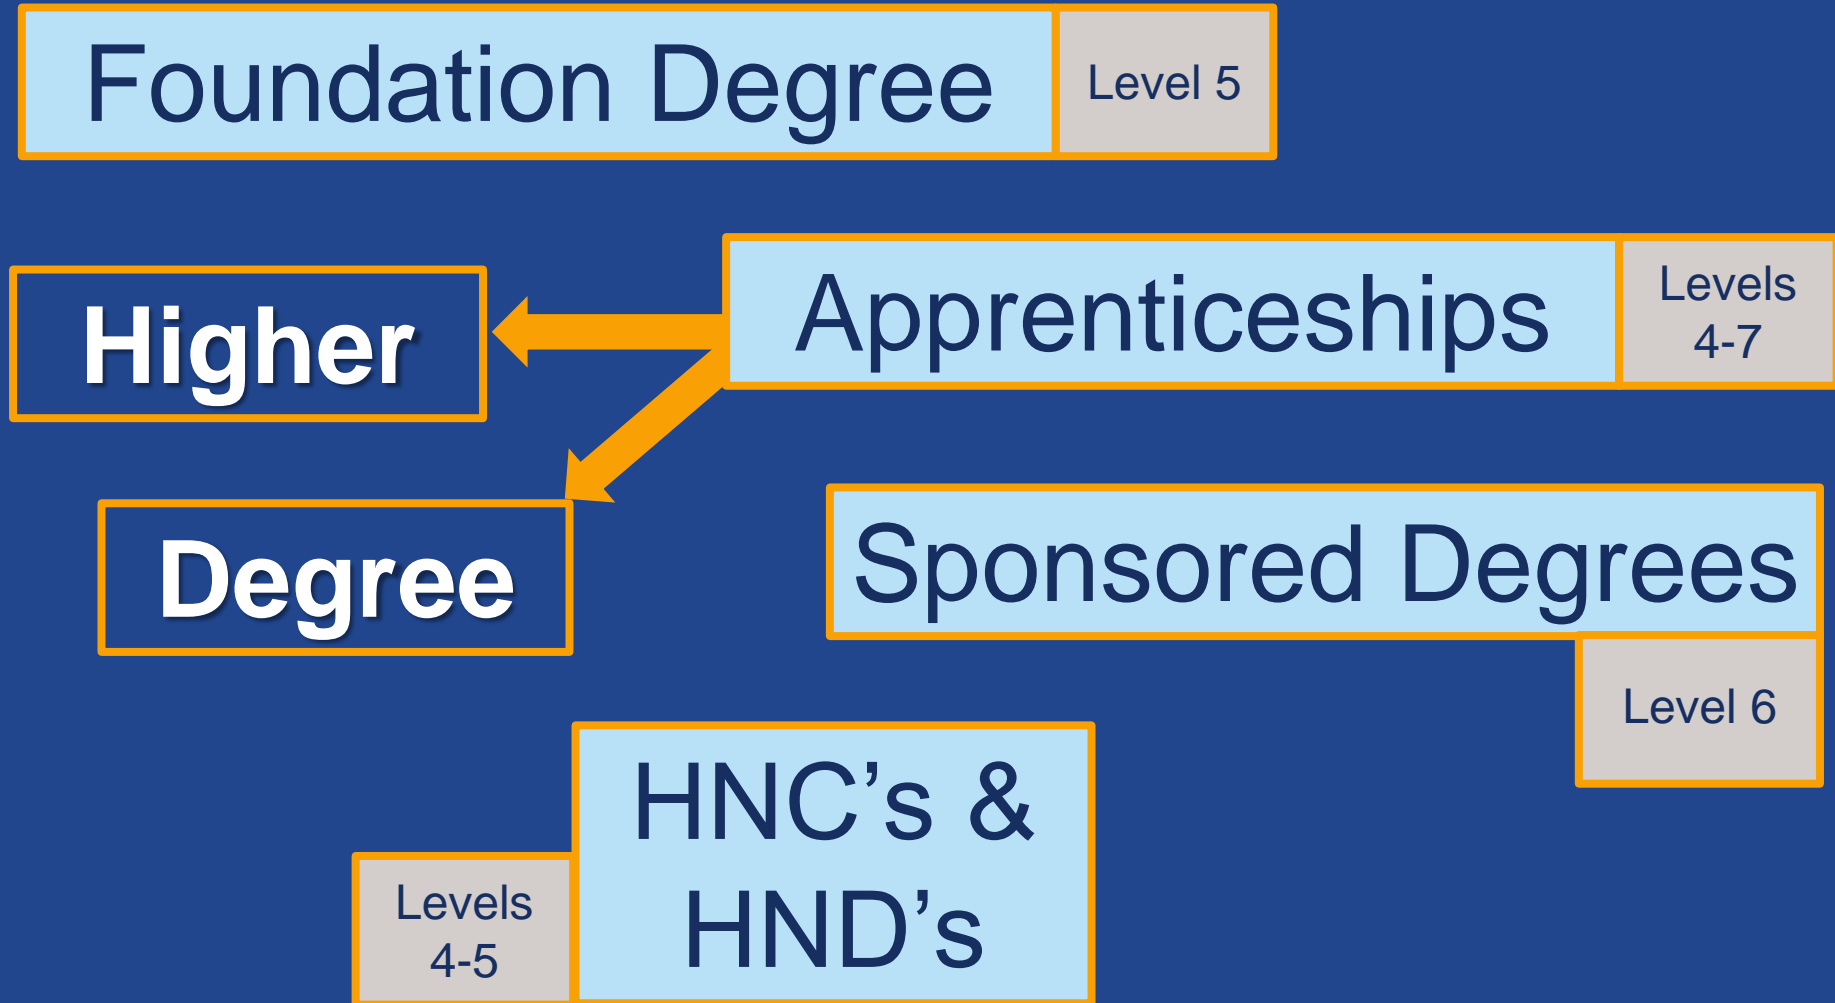 Foundation Degree
Level 5
Higher
Apprenticeships
Levels
4-7
Degree
Sponsored Degrees
Level 6
HNC’s &
HND’s
Levels
4-5